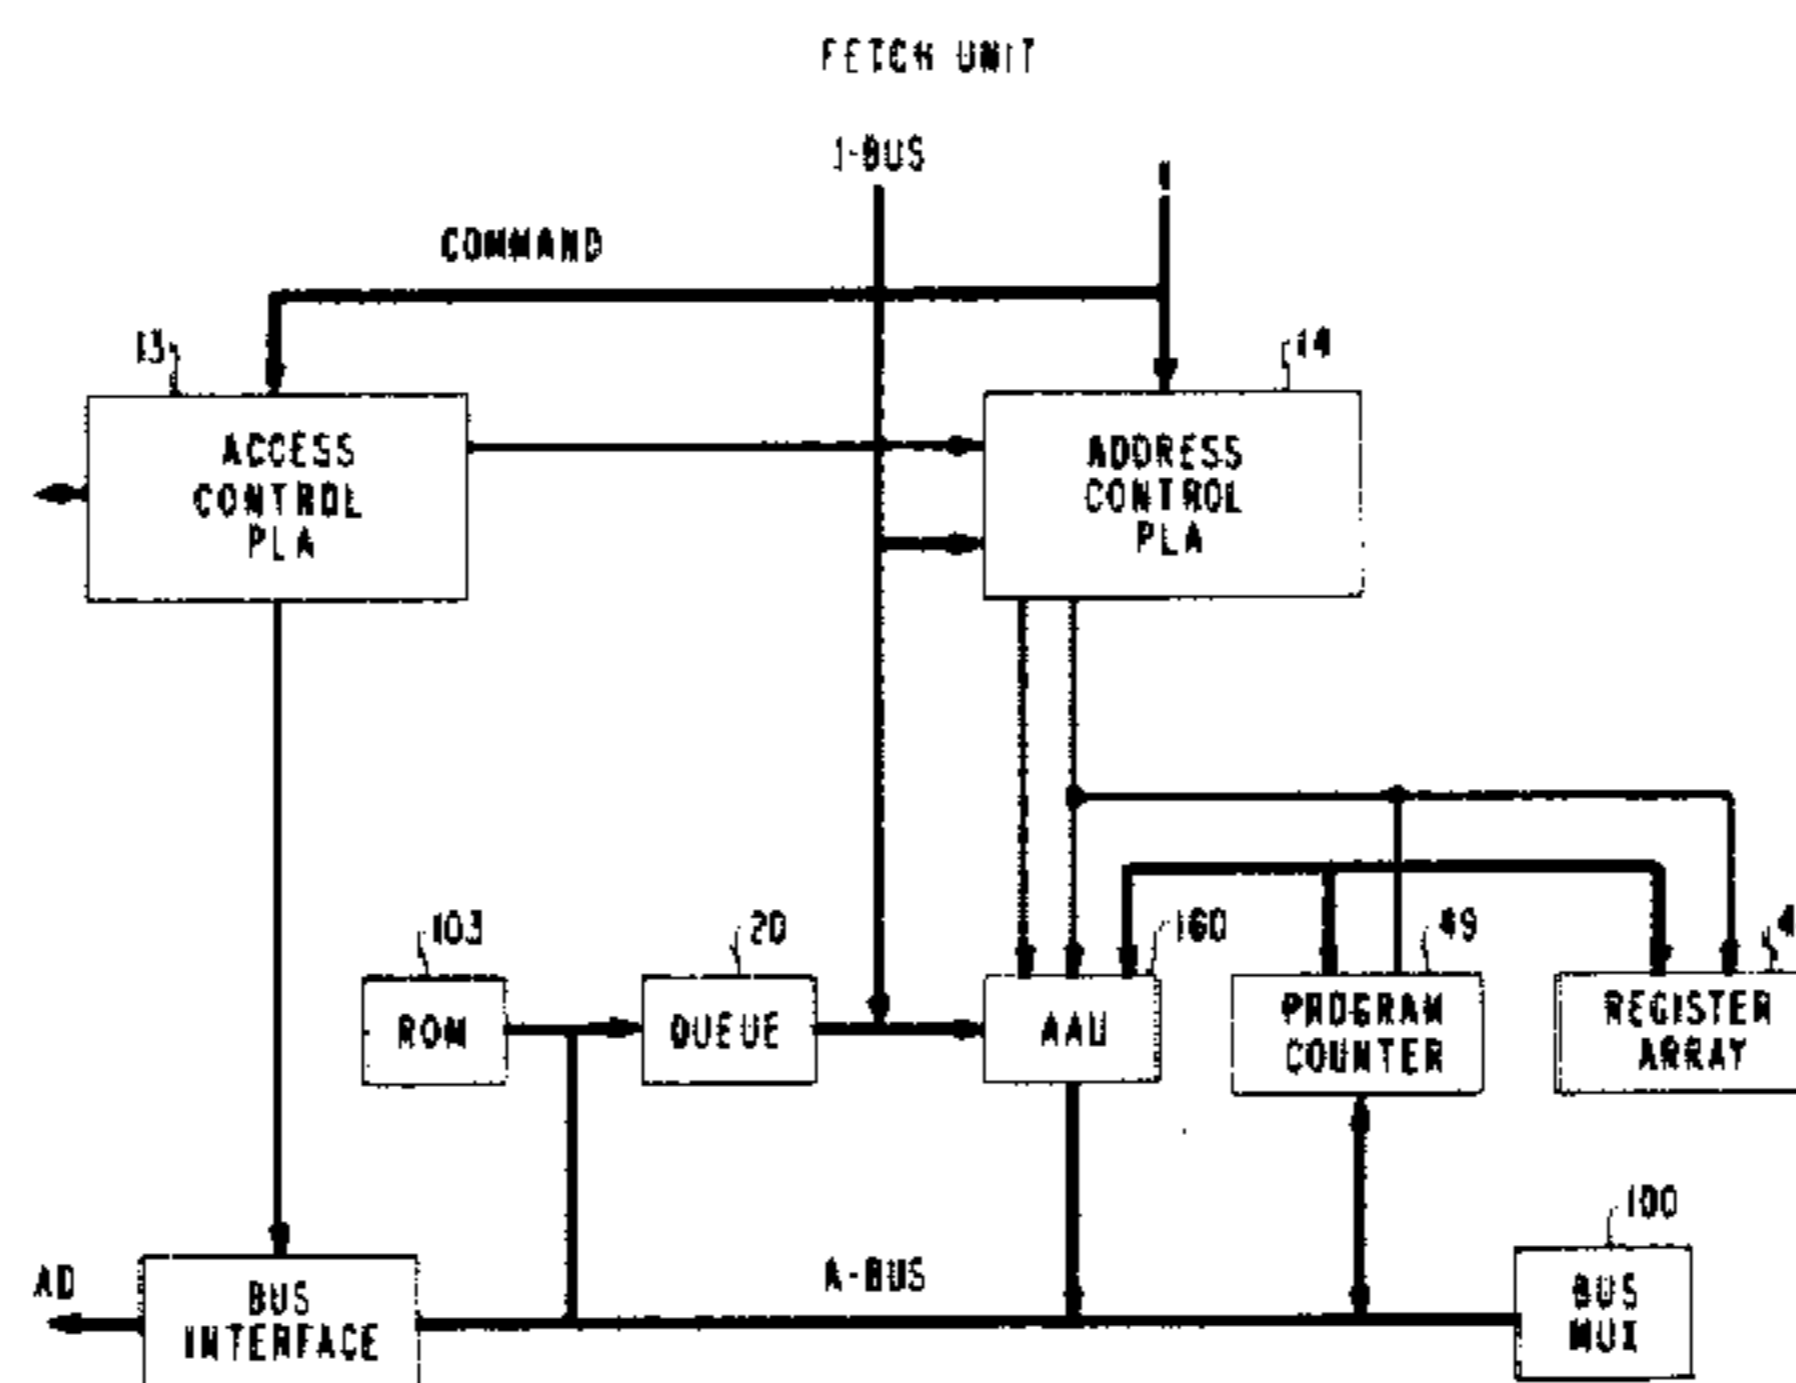 FETCH UNIT
I-BUS
COMMAND
13
14
ACCESS
CONTROL
PLA
ADDRESS
CONTROL
PLA
103
20
160
49
ROM
QUEUE
AAU
PROGRAM
COUNTER
REGISTER
ARRAY
100
AD
BUS
INTERFACE
A-BUS
BUS
MUX